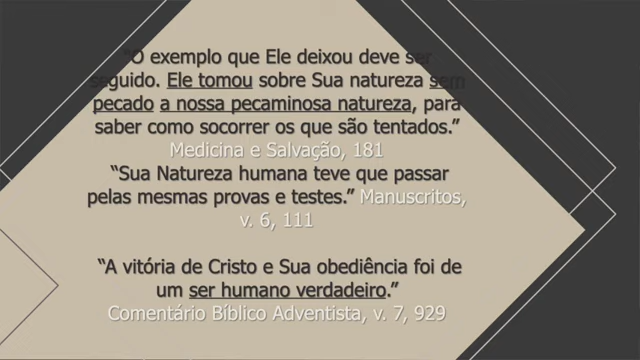 “O exemplo que Ele deixou deve ser
seguido. Ele tomou sobre Sua natureza sem
pecado a nossa pecaminosa natureza, para
saber como socorrer os que são tentados.”
Medicina e Salvação, 181
“Sua Natureza humana teve que passar
pelas mesmas provas e testes.” Manuscritos,
v. 6, 111
“A vitória de Cristo e Sua obediência foi de
um ser humano verdadeiro.”
Comentário Bíblico Adventista, v. 7, 929